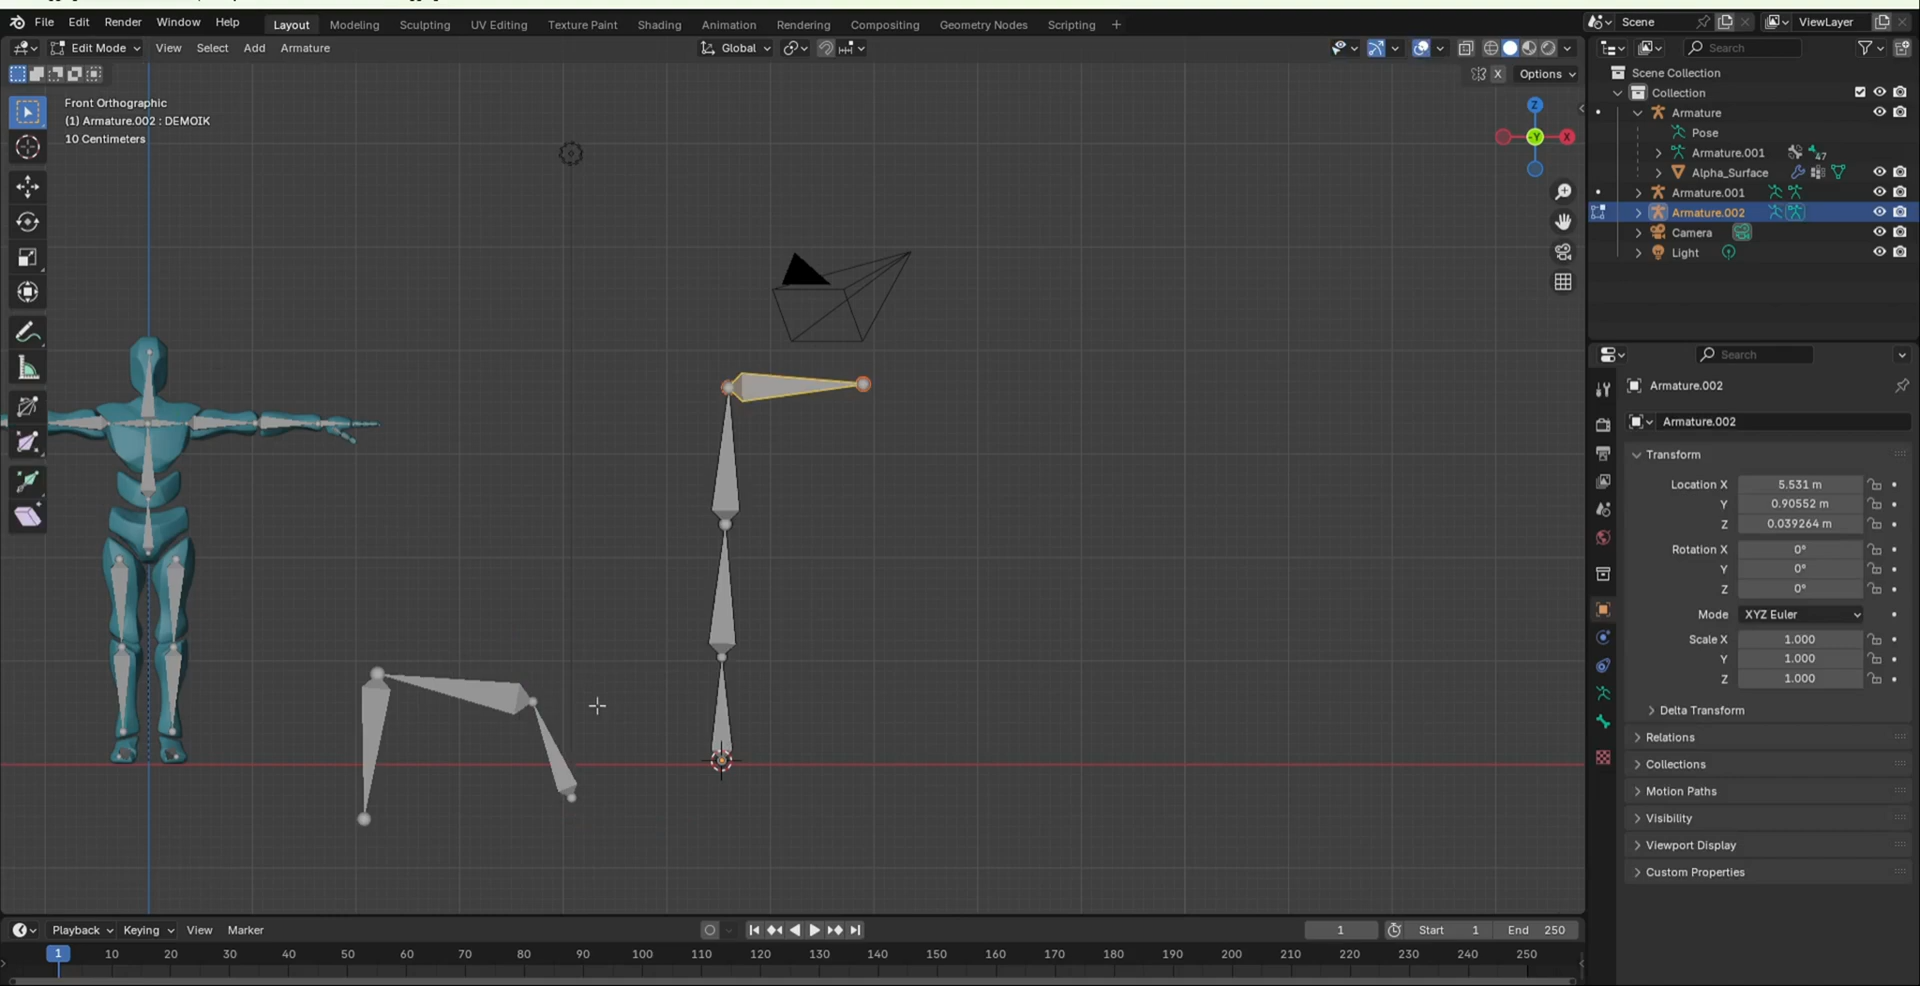 File Edit Render Window Help Layout Modeling Sculpting UV Editing Texture Paint Shading Animation Rendering Compositing Geometry Nodes Scripting + Scene ViewLayer
Edit Mode View Select Add Armature Global Search
X Options
Front Orthographic
(1) Armature.002 : DEMOIK
10 Centimeters
Z
-Y
X
Scene Collection
Collection
Armature
Pose
Armature.001 47
Alpha_Surface
Armature.001
Armature.002
Camera
Light
Search
Armature.002
Armature.002
Transform
Location X 5.531 m
Y 0.90552 m
Z 0.039264 m
Rotation X 0°
Y 0°
Z 0°
Mode XYZ Euler
Scale X 1.000
Y 1.000
Z 1.000
Delta Transform
Relations
Collections
Motion Paths
Visibility
Viewport Display
Custom Properties
Playback Keying View Marker 1 Start 1 End 250
1 10 20 30 40 50 60 70 80 90 100 110 120 130 140 150 160 170 180 190 200 210 220 230 240 250